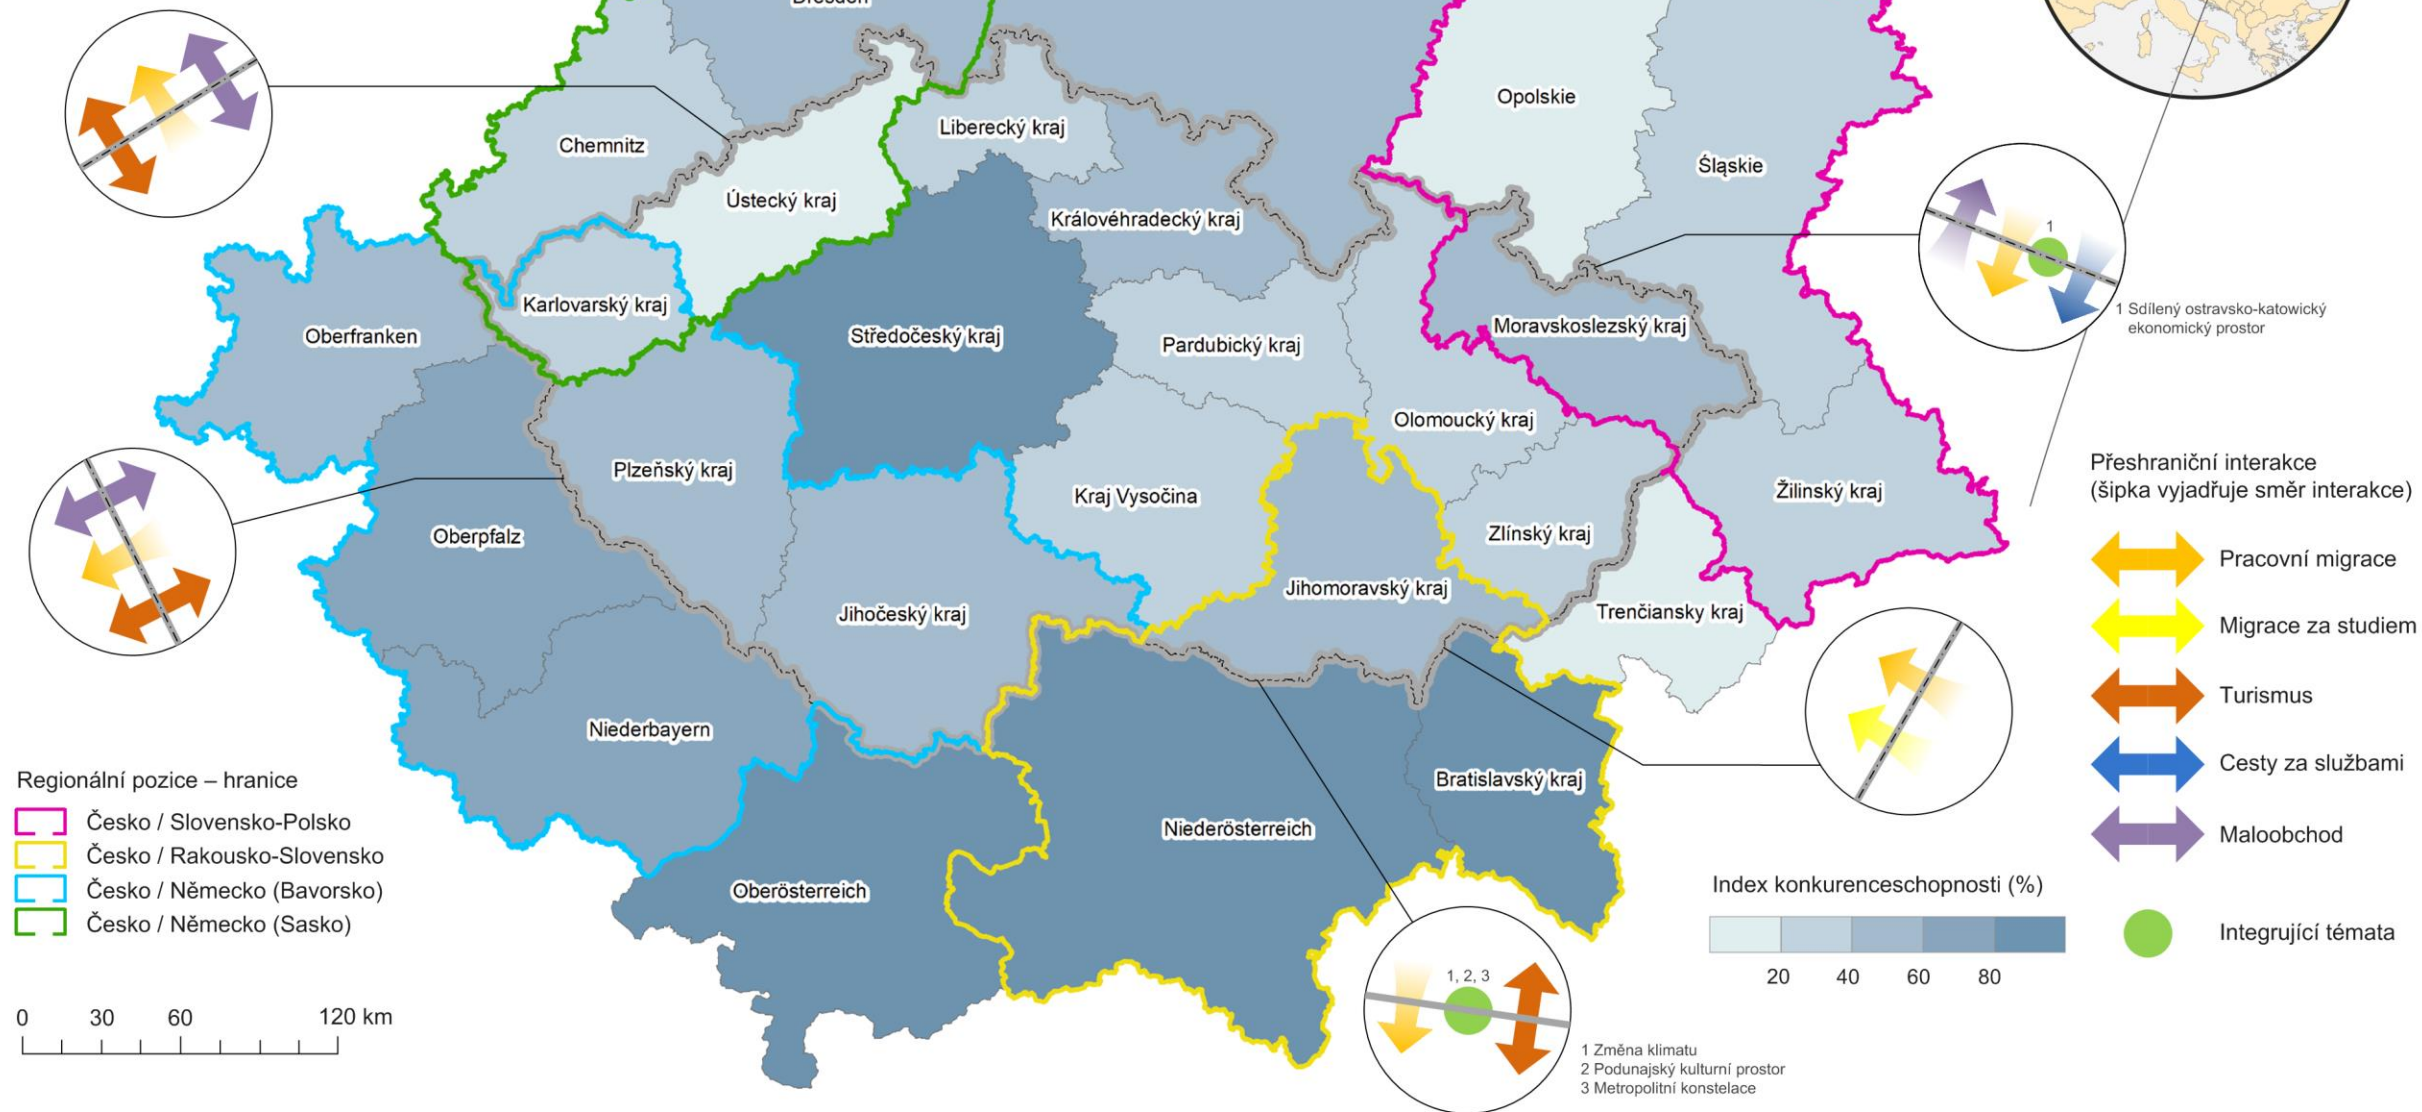 Dresden
Opolskie
Liberecký kraj
Chemnitz
Śląskie
Ústecký kraj
Královéhradecký kraj
1
Karlovarský kraj
1 Sdílený ostravsko-katowický
ekonomický prostor
Oberfranken
Středočeský kraj
Pardubický kraj
Moravskoslezský kraj
Olomoucký kraj
Plzeňský kraj
Kraj Vysočina
Žilinský kraj
Oberpfalz
Zlínský kraj
Jihomoravský kraj
Jihočeský kraj
Trenčiansky kraj
Niederbayern
Bratislavský kraj
Niederösterreich
Oberösterreich
Přeshraniční interakce
(šipka vyjadřuje směr interakce)
Pracovní migrace
Migrace za studiem
Turismus
Cesty za službami
Maloobchod
Integrující témata
Regionální pozice – hranice
Česko / Slovensko-Polsko
Česko / Rakousko-Slovensko
Česko / Německo (Bavorsko)
Česko / Německo (Sasko)
0 30 60 120 km
Index konkurenceschopnosti (%)
20 40 60 80
1, 2, 3
1 Změna klimatu
2 Podunajský kulturní prostor
3 Metropolitní konstelace